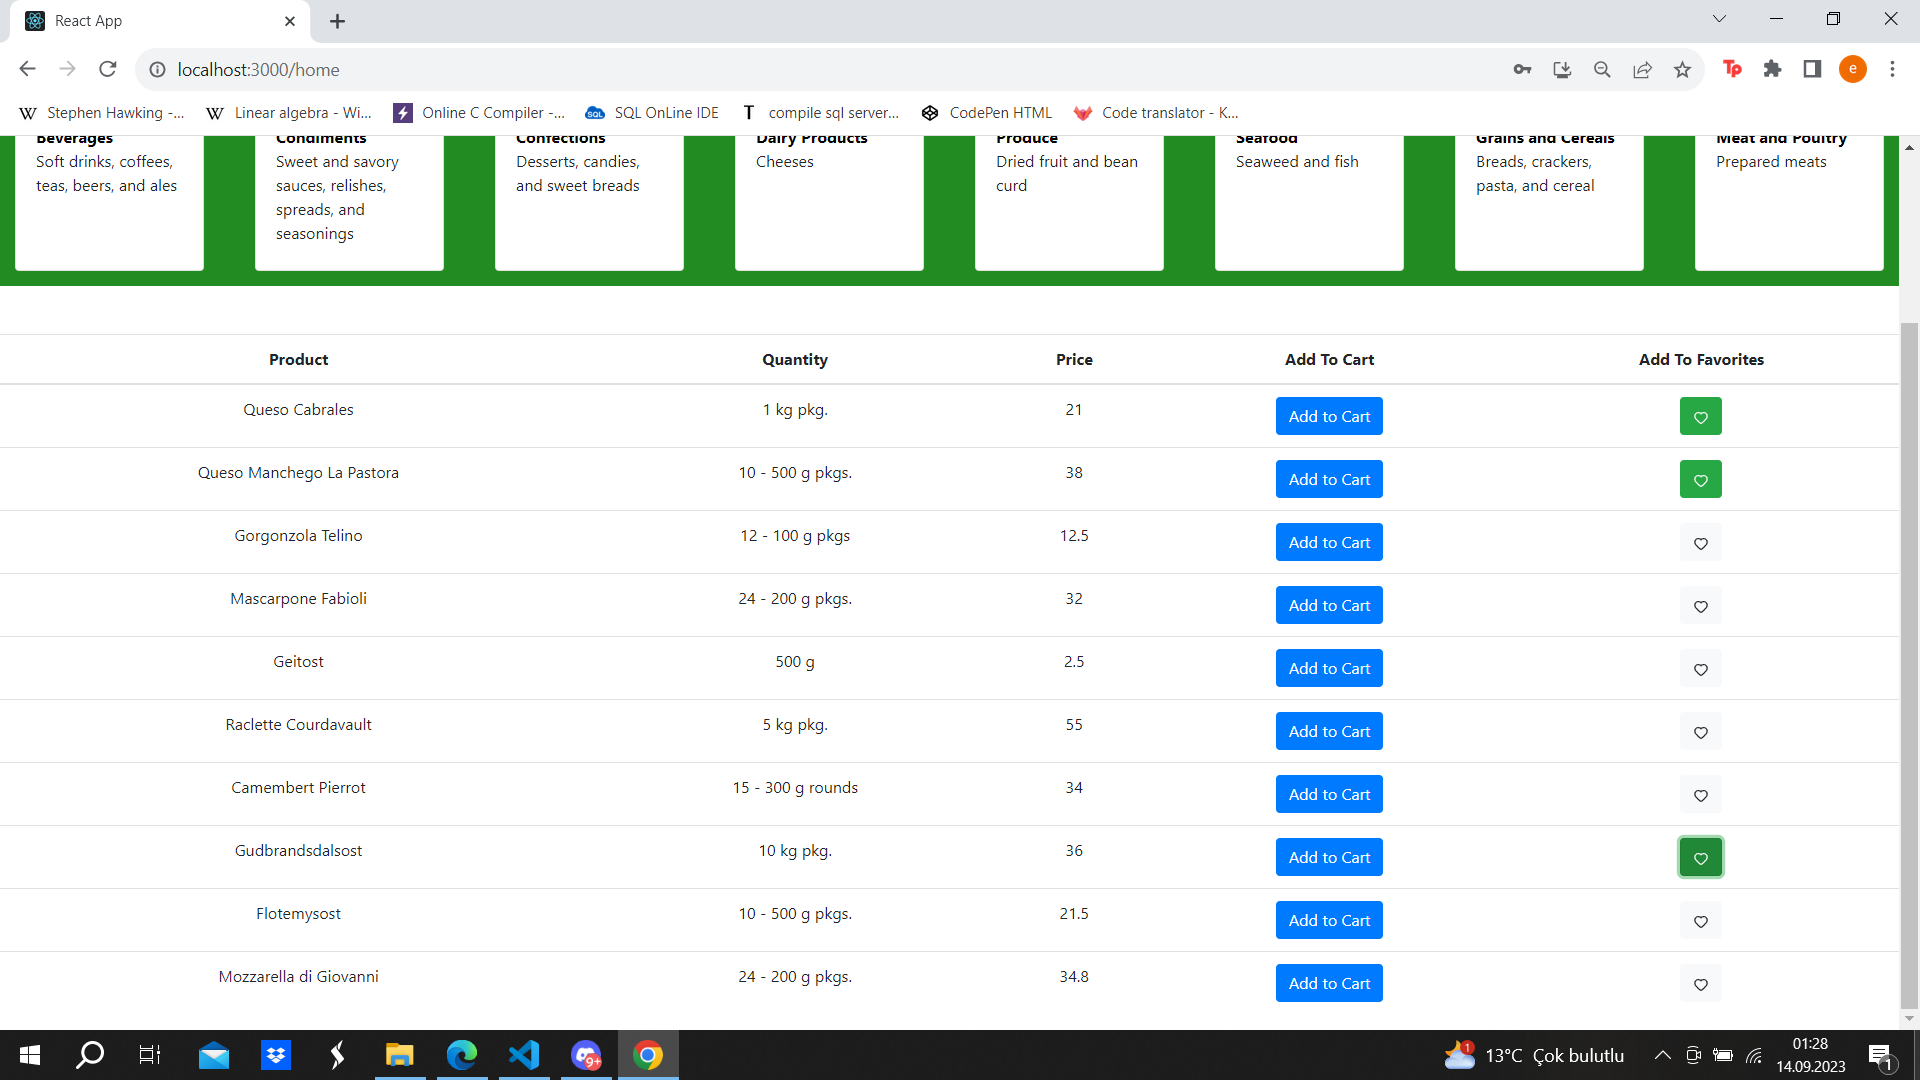 React App
localhost:3000/home
e
Stephen Hawking -...
Linear algebra - Wi...
Online C Compiler -...
SQL OnLine IDE
compile sql server...
CodePen HTML
Code translator - K...
Beverages
Soft drinks, coffees,
teas, beers, and ales
Condiments
Sweet and savory
sauces, relishes,
spreads, and
seasonings
Confections
Desserts, candies,
and sweet breads
Dairy Products
Cheeses
Produce
Dried fruit and bean
curd
Seafood
Seaweed and fish
Grains and Cereals
Breads, crackers,
pasta, and cereal
Meat and Poultry
Prepared meats
Product Quantity Price Add To Cart Add To Favorites
Queso Cabrales 1 kg pkg. 21 Add to Cart
Queso Manchego La Pastora 10 - 500 g pkgs. 38 Add to Cart
Gorgonzola Telino 12 - 100 g pkgs 12.5 Add to Cart
Mascarpone Fabioli 24 - 200 g pkgs. 32 Add to Cart
Geitost 500 g 2.5 Add to Cart
Raclette Courdavault 5 kg pkg. 55 Add to Cart
Camembert Pierrot 15 - 300 g rounds 34 Add to Cart
Gudbrandsdalsost 10 kg pkg. 36 Add to Cart
Flotemysost 10 - 500 g pkgs. 21.5 Add to Cart
Mozzarella di Giovanni 24 - 200 g pkgs. 34.8 Add to Cart
9+
1
13°C Çok bulutlu
01:28
14.09.2023
1